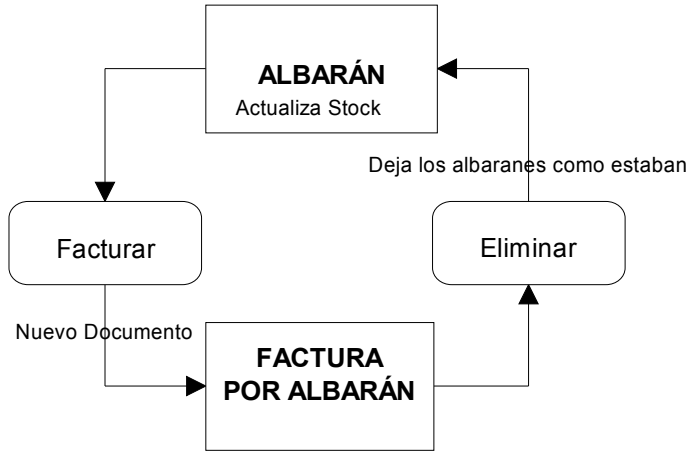 ALBARÁN
Actualiza Stock
Deja los albaranes como estaban
Facturar
Eliminar
Nuevo Documento
FACTURA
POR ALBARÁN